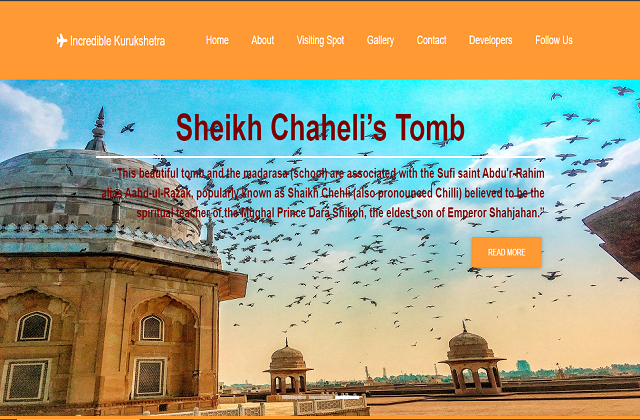 Incredible Kurukshetra
Home About Visiting Spot Gallery Contact Developers Follow Us
Sheikh Chaheli's Tomb
"This beautiful tomb and the madarasa (school) are associated with the Sufi saint Abdu'r-Rahim
alias Aabd-ul-Razak, popularly known as Shaikh Chehli (also pronounced Chilli) believed to be the
spiritual teacher of the Mughal Prince Dara Shikoh, the eldest son of Emperor Shahjahan."
READ MORE